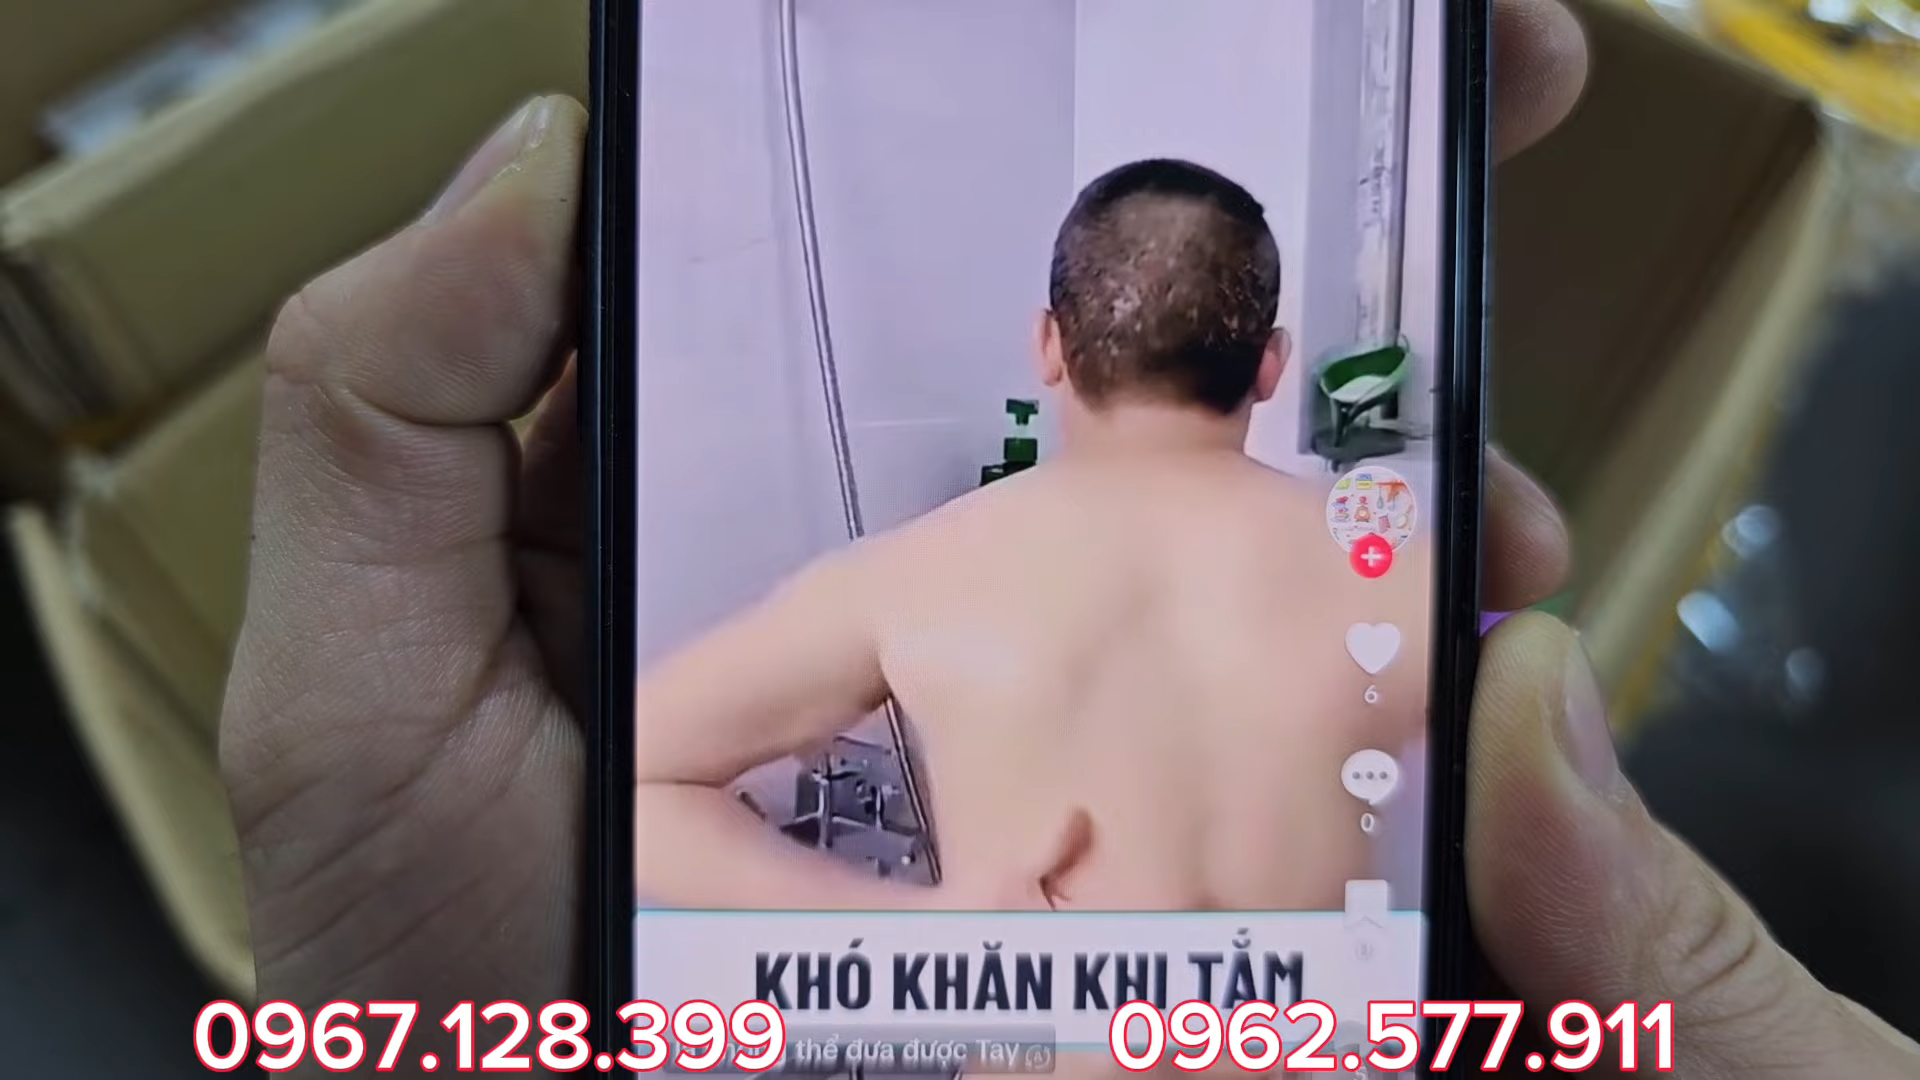 6
0
KHÓ KHĂN KHI TẮM
thể đưa được Tay
0967.128.399
0962.577.911